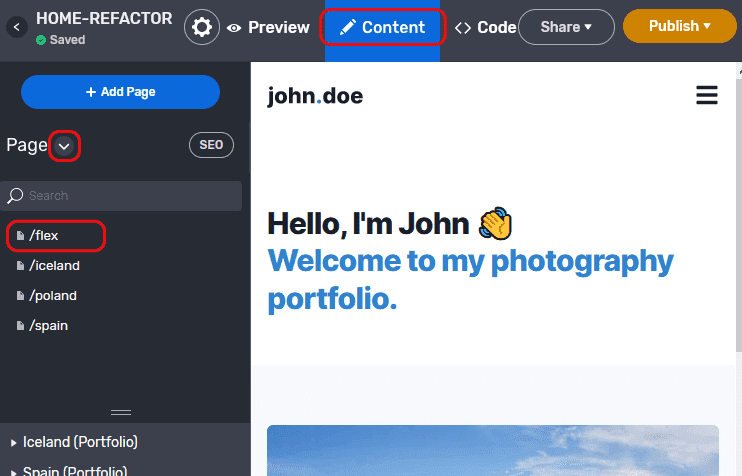 HOME-REFACTOR
Saved
Preview
Content
<> Code
Share
Publish
+ Add Page
Page
SEO
Search
/flex
/iceland
/poland
/spain
Iceland (Portfolio)
Spain (Portfolio)
john.doe
Hello, I'm John 👋
Welcome to my photography
portfolio.